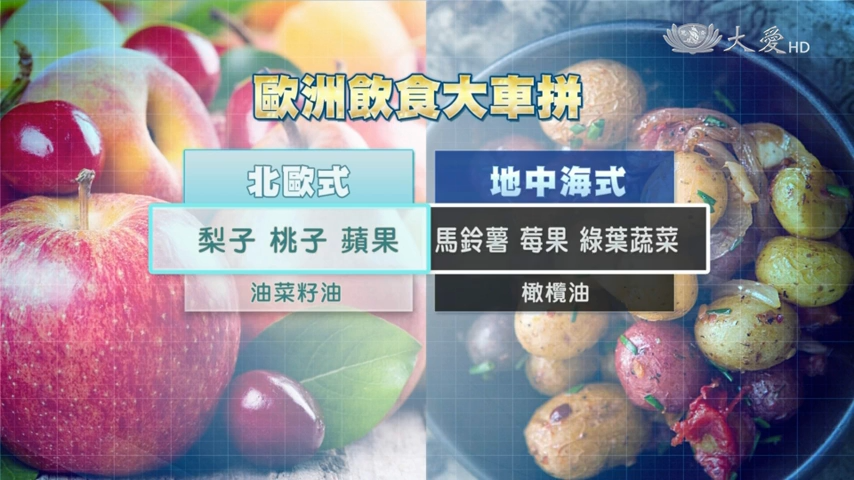 大愛HD
歐洲飲食大車拼
北歐式 地中海式
梨子 桃子 蘋果 馬鈴薯 莓果 綠葉蔬菜
油菜籽油 橄欖油